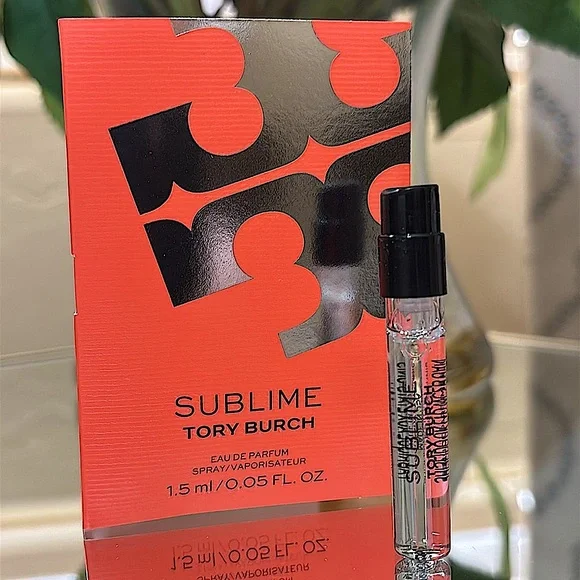 SUBLIME
TORY BURCH
EAU DE PARFUM
SPRAY/VAPORISATEUR
1.5 ml/0.05 FL. OZ.
SUBLIME
TORY BURCH